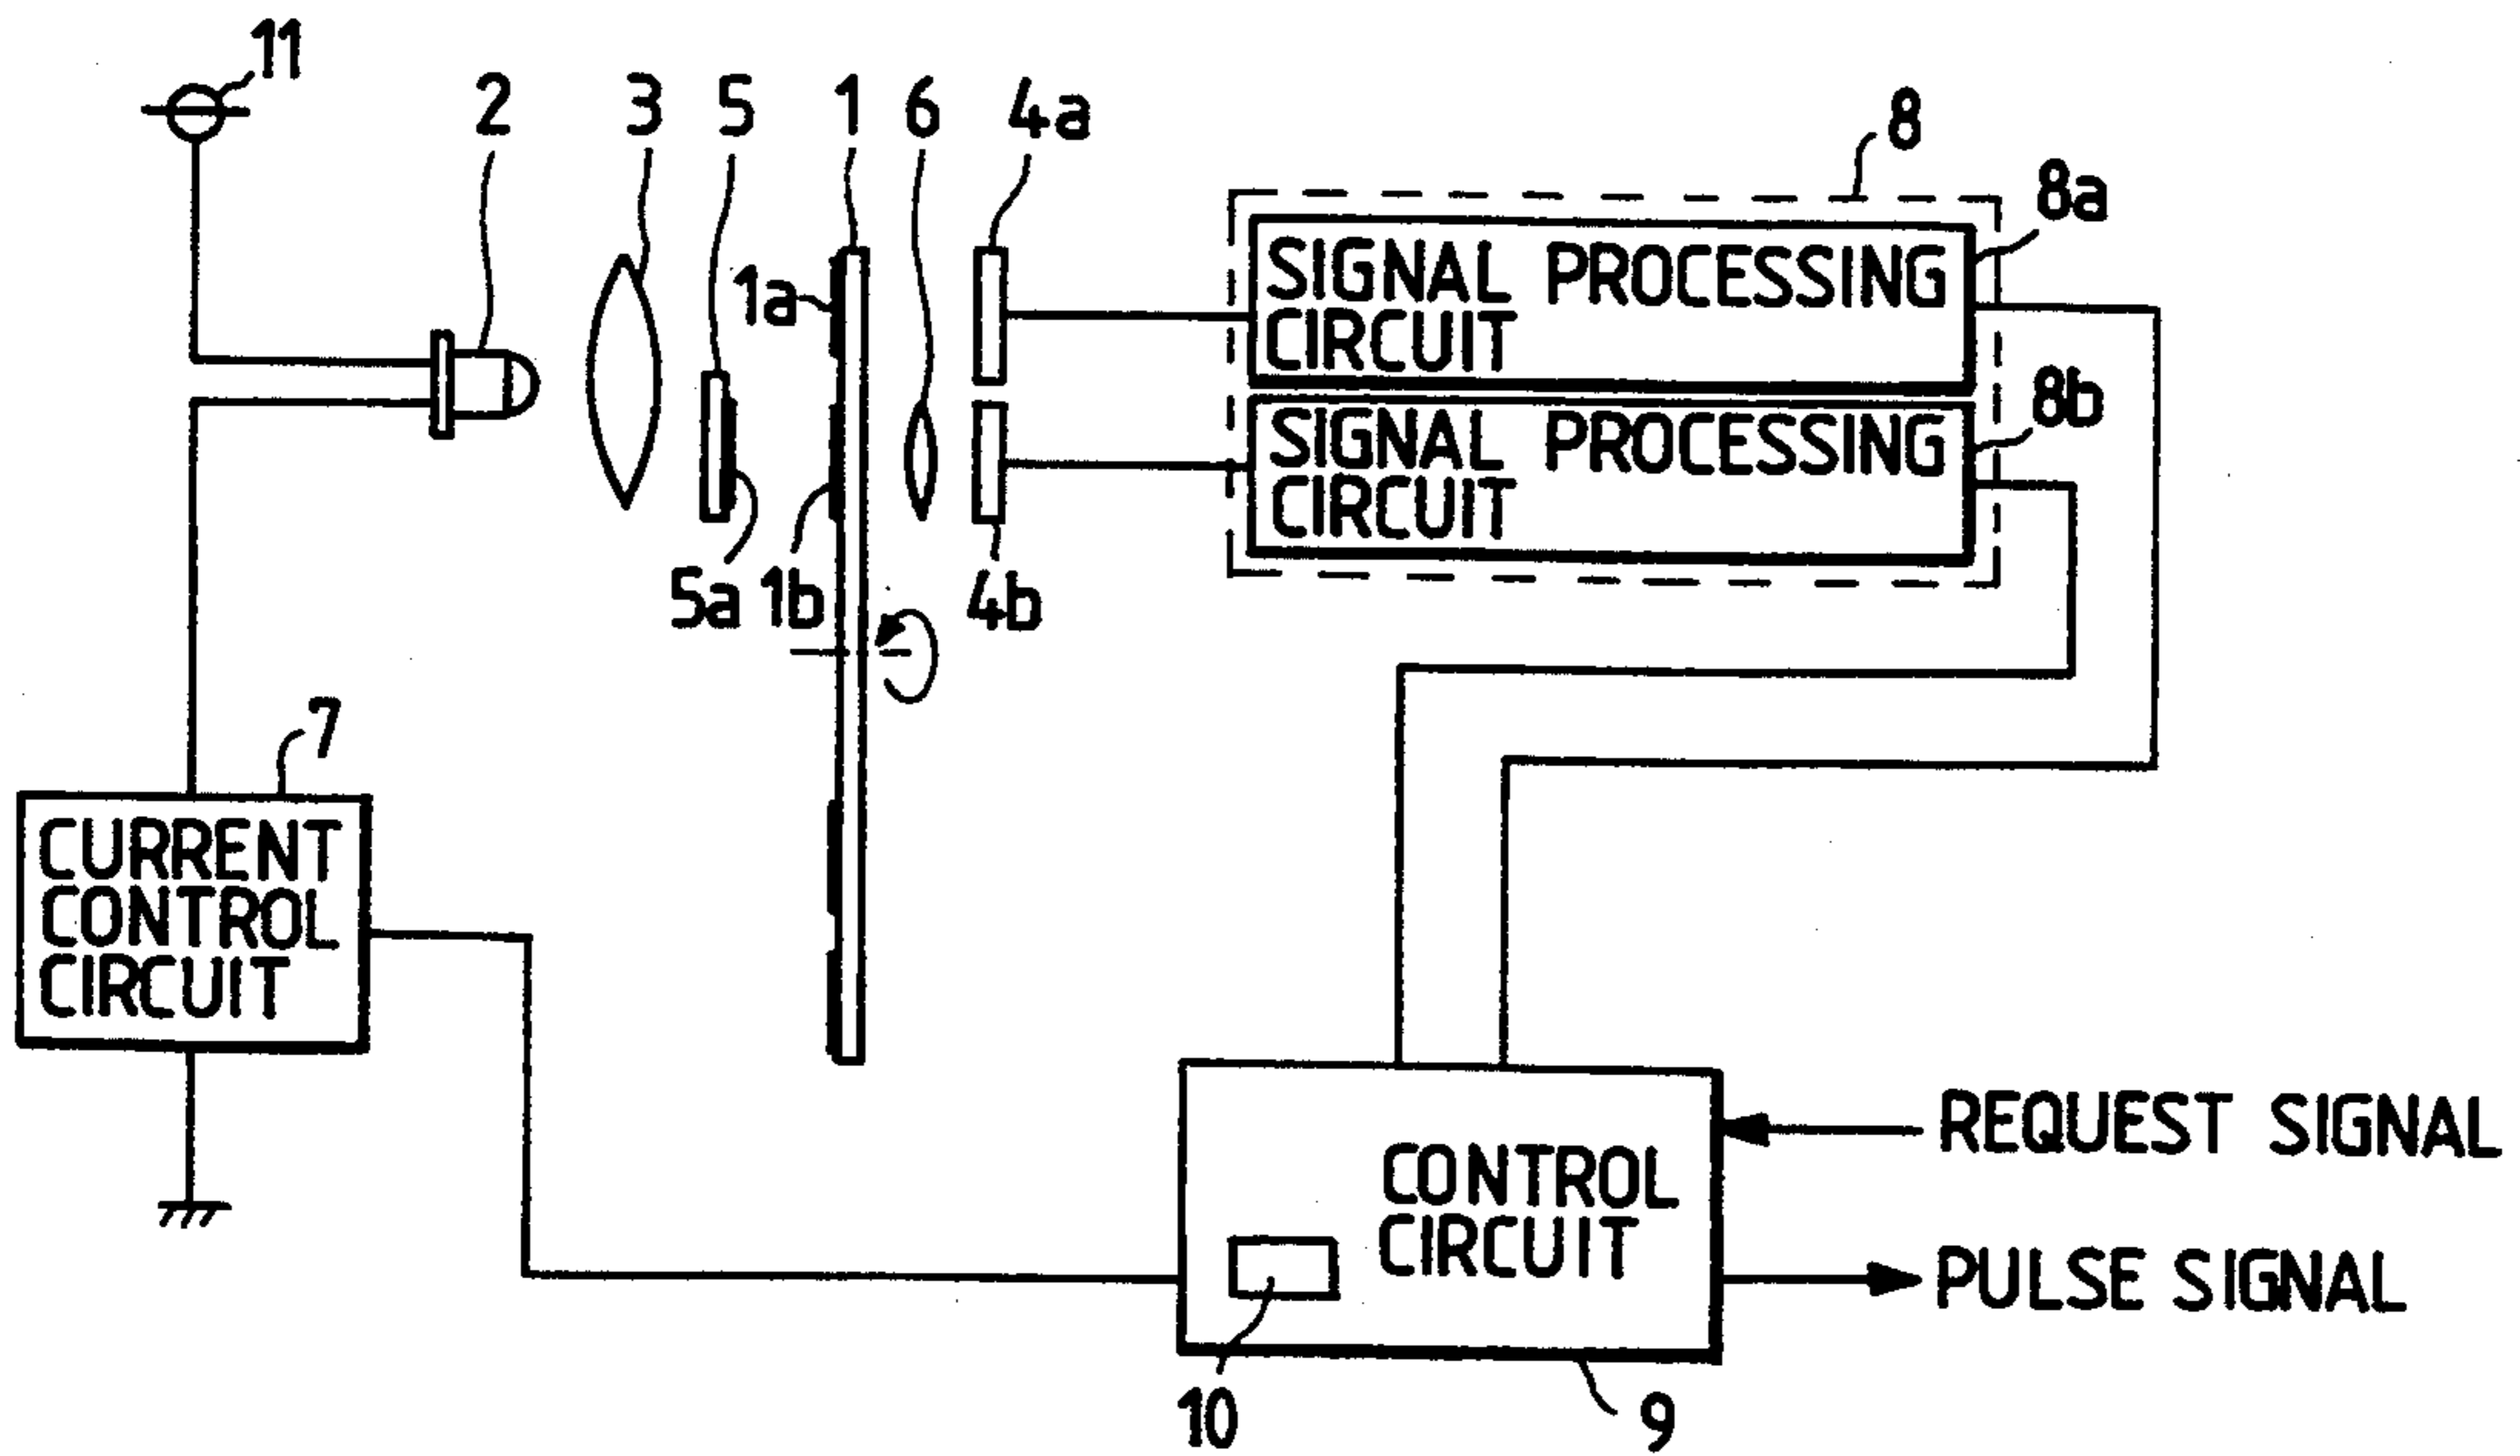 11
2
3
5
1
6
4a
8
8a
1a
SIGNAL PROCESSING
CIRCUIT
8b
SIGNAL PROCESSING
CIRCUIT
5a
1b
4b
7
CURRENT
CONTROL
CIRCUIT
REQUEST SIGNAL
CONTROL
CIRCUIT
PULSE SIGNAL
10
9